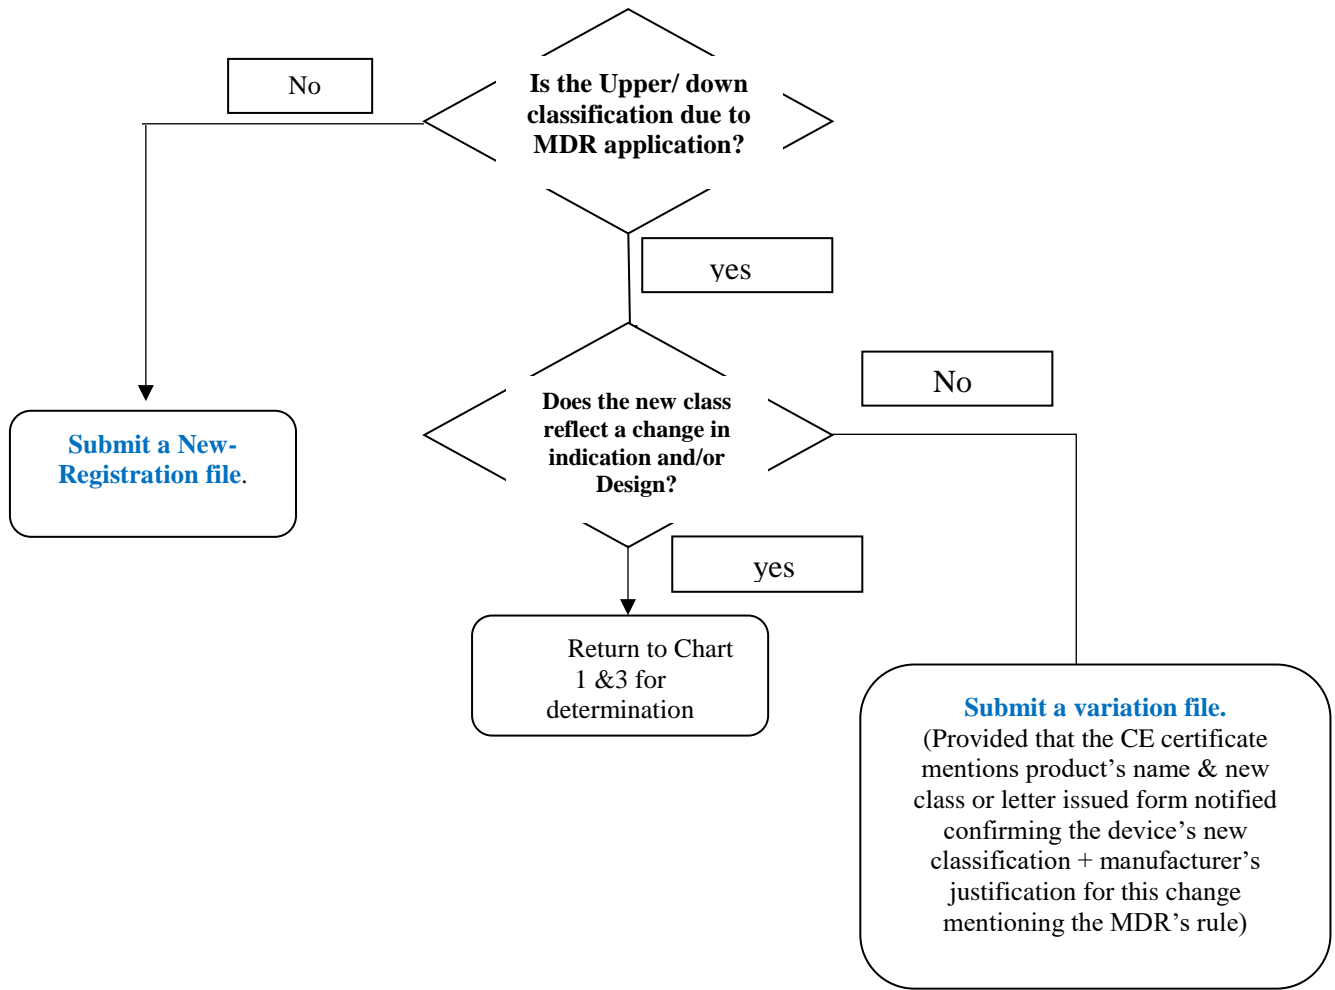 No
Is the Upper/ down
classification due to
MDR application?
yes
Does the new class
reflect a change in
indication and/or
Design?
No
Submit a New-
Registration file.
yes
Return to Chart
1 &3 for
determination
Submit a variation file.
(Provided that the CE certificate
mentions product’s name & new
class or letter issued form notified
confirming the device’s new
classification + manufacturer’s
justification for this change
mentioning the MDR’s rule)